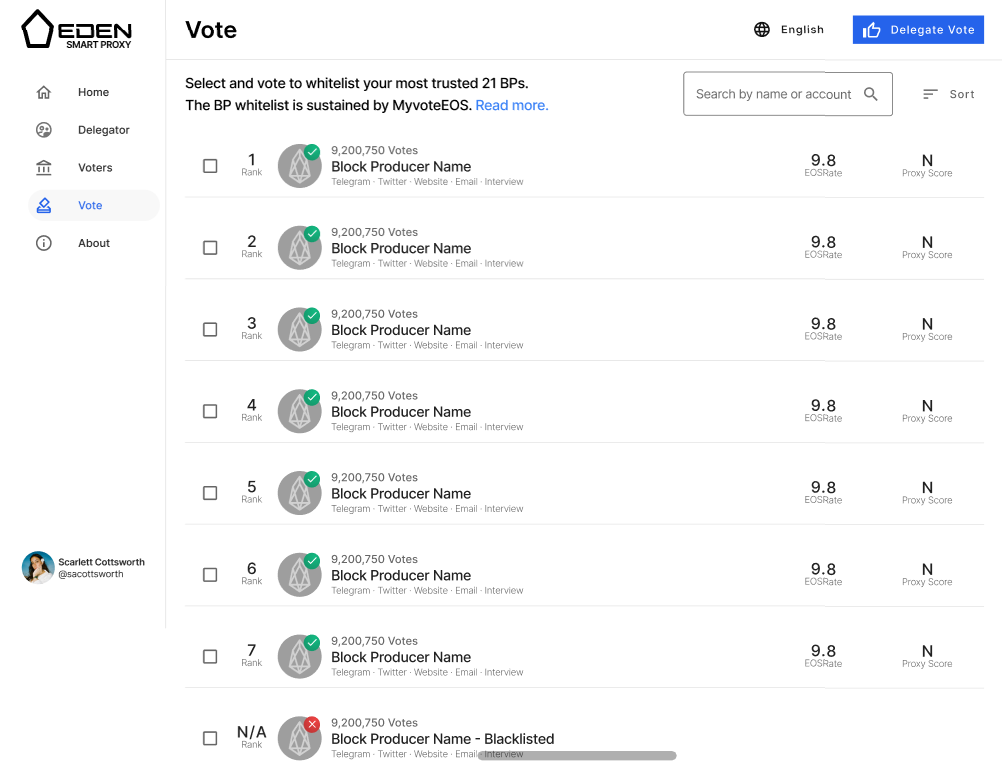 EDEN
SMART PROXY
Home
Delegator
Voters
Vote
About
Scarlett Cottsworth
@sacottsworth
Vote
English
Delegate Vote
Select and vote to whitelist your most trusted 21 BPs.
The BP whitelist is sustained by MyvoteEOS. Read more.
Search by name or account
Sort
1
Rank
9,200,750 Votes
Block Producer Name
Telegram · Twitter · Website · Email · Interview
9.8
EOSRate
N
Proxy Score
2
Rank
9,200,750 Votes
Block Producer Name
Telegram · Twitter · Website · Email · Interview
9.8
EOSRate
N
Proxy Score
3
Rank
9,200,750 Votes
Block Producer Name
Telegram · Twitter · Website · Email · Interview
9.8
EOSRate
N
Proxy Score
4
Rank
9,200,750 Votes
Block Producer Name
Telegram · Twitter · Website · Email · Interview
9.8
EOSRate
N
Proxy Score
5
Rank
9,200,750 Votes
Block Producer Name
Telegram · Twitter · Website · Email · Interview
9.8
EOSRate
N
Proxy Score
6
Rank
9,200,750 Votes
Block Producer Name
Telegram · Twitter · Website · Email · Interview
9.8
EOSRate
N
Proxy Score
7
Rank
9,200,750 Votes
Block Producer Name
Telegram · Twitter · Website · Email · Interview
9.8
EOSRate
N
Proxy Score
N/A
Rank
9,200,750 Votes
Block Producer Name - Blacklisted
Telegram · Twitter · Website · Email · Interview